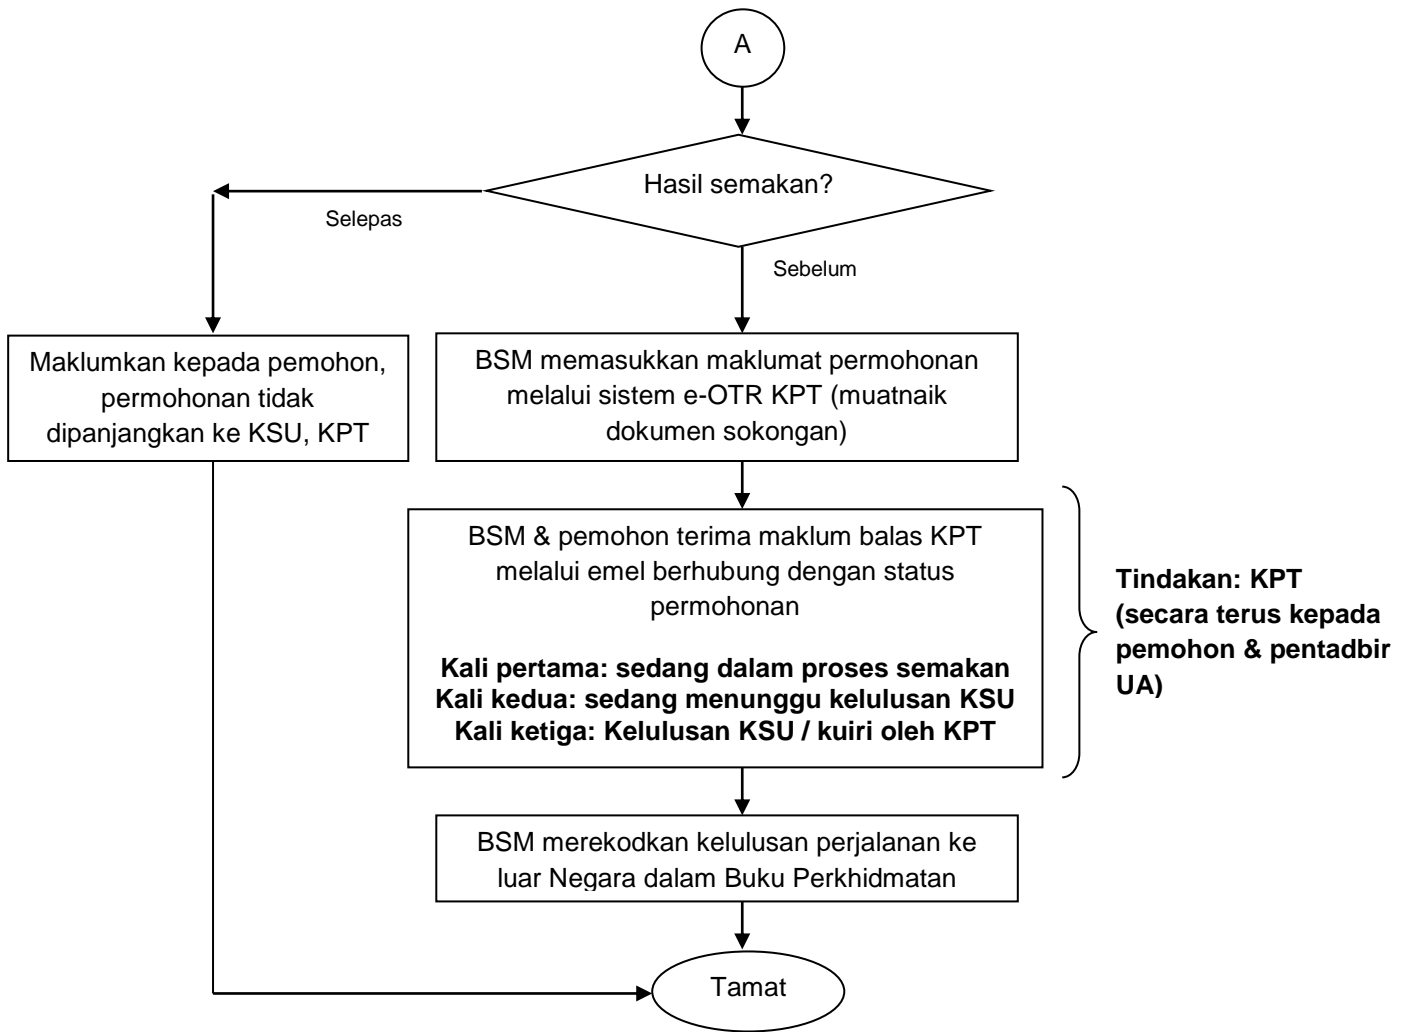 A
Hasil semakan?
Selepas
Sebelum
Maklumkan kepada pemohon,
permohonan tidak
dipanjangkan ke KSU, KPT
BSM memasukkan maklumat permohonan
melalui sistem e-OTR KPT (muatnaik
dokumen sokongan)
BSM & pemohon terima maklum balas KPT
melalui emel berhubung dengan status
permohonan
Kali pertama: sedang dalam proses semakan
Kali kedua: sedang menunggu kelulusan KSU
Kali ketiga: Kelulusan KSU / kuiri oleh KPT
Tindakan: KPT
(secara terus kepada
pemohon & pentadbir
UA)
BSM merekodkan kelulusan perjalanan ke
luar Negara dalam Buku Perkhidmatan
Tamat